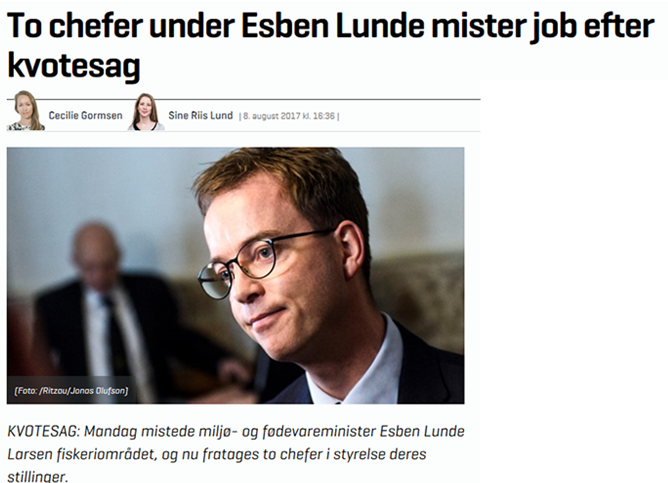 To chefer under Esben Lunde mister job efter
kvotesag
Cecilie Gormsen Sine Riis Lund | 8. august 2017 kl. 16:36 |
[Foto: /Ritzau/Jonas Olufson]
KVOTESAG: Mandag mistede miljø- og fødevareminister Esben Lunde
Larsen fiskeriområdet, og nu fratages to chefer i styrelse deres
stillinger.